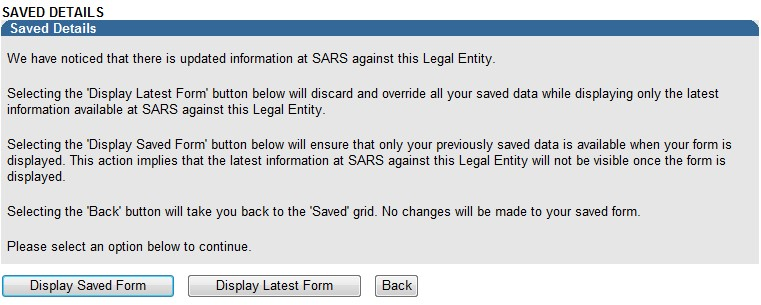 SAVED DETAILS
Saved Details
We have noticed that there is updated information at SARS against this Legal Entity.
Selecting the 'Display Latest Form' button below will discard and override all your saved data while displaying only the latest
information available at SARS against this Legal Entity.
Selecting the 'Display Saved Form' button below will ensure that only your previously saved data is available when your form is
displayed. This action implies that the latest information at SARS against this Legal Entity will not be visible once the form is
displayed.
Selecting the 'Back' button will take you back to the 'Saved' grid. No changes will be made to your saved form.
Please select an option below to continue.
Display Saved Form Display Latest Form Back